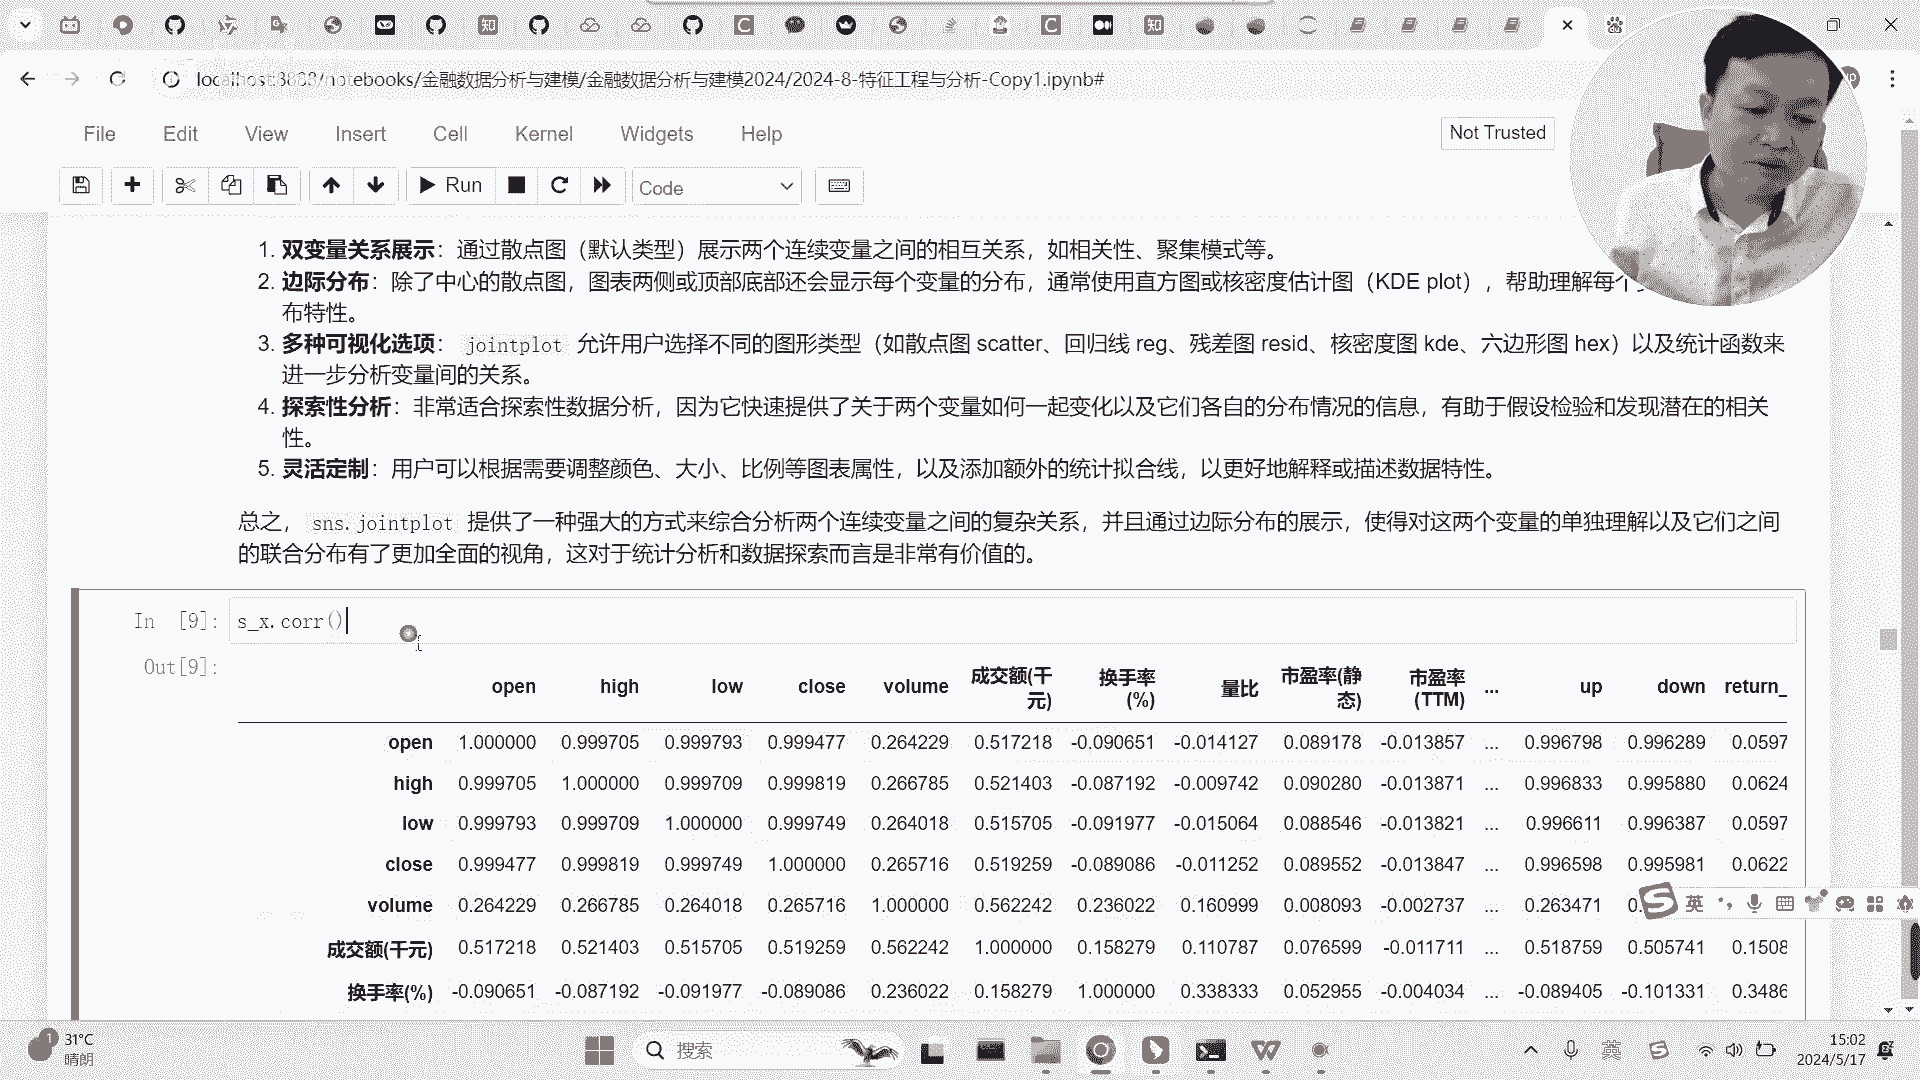 localhost:8888/notebooks/金融数据分析与建模/金融数据分析与建模2024/2024-8-特征工程与分析-Copy1.ipynb#
File Edit View Insert Cell Kernel Widgets Help
Not Trusted
Run
Code
1. 双变量关系展示：通过散点图（默认类型）展示两个连续变量之间的相互关系，如相关性、聚集模式等。
2. 边际分布：除了中心的散点图，图表两侧或顶部底部还会显示每个变量的分布，通常使用直方图或核密度估计图（KDE plot），帮助理解每个
布特性。
3. 多种可视化选项： jointplot 允许用户选择不同的图形类型（如散点图 scatter、回归线 reg、残差图 resid、核密度图 kde、六边形图 hex）以及统计函数来
进一步分析变量间的关系。
4. 探索性分析：非常适合探索性数据分析，因为它快速提供了关于两个变量如何一起变化以及它们各自的分布情况的信息，有助于假设检验和发现潜在的相关
性。
5. 灵活定制：用户可以根据需要调整颜色、大小、比例等图表属性，以及添加额外的统计拟合线，以更好地解释或描述数据特性。
总之， sns.jointplot 提供了一种强大的方式来综合分析两个连续变量之间的复杂关系，并且通过边际分布的展示，使得对这两个变量的单独理解以及它们之间
的联合分布有了更加全面的视角，这对于统计分析和数据探索而言是非常有价值的。
In [9]: s_x.corr()
Out[9]:
open high low close volume 成交额(千元) 换手率(%) 量比 市盈率(静态) 市盈率(TTM) ... up down return_
open 1.000000 0.999705 0.999793 0.999477 0.264229 0.517218 -0.090651 -0.014127 0.089178 -0.013857 ... 0.996798 0.996289 0.0597
high 0.999705 1.000000 0.999709 0.999819 0.266785 0.521403 -0.087192 -0.009742 0.090280 -0.013871 ... 0.996833 0.995880 0.0624
low 0.999793 0.999709 1.000000 0.999749 0.264018 0.515705 -0.091977 -0.015064 0.088546 -0.013821 ... 0.996611 0.996387 0.0597
close 0.999477 0.999819 0.999749 1.000000 0.265716 0.519259 -0.089086 -0.011252 0.089552 -0.013847 ... 0.996598 0.995981 0.0622
volume 0.264229 0.266785 0.264018 0.265716 1.000000 0.562242 0.236022 0.160999 0.008093 -0.002737 ... 0.263471 0.
成交额(千元) 0.517218 0.521403 0.515705 0.519259 0.562242 1.000000 0.158279 0.110787 0.076599 -0.011711 ... 0.518759 0.505741 0.1508
换手率(%) -0.090651 -0.087192 -0.091977 -0.089086 0.236022 0.158279 1.000000 0.338333 0.052955 -0.004034 ... -0.089405 -0.101331 0.3486
英
1
31°C
晴朗
搜索
英
15:02
2024/5/17